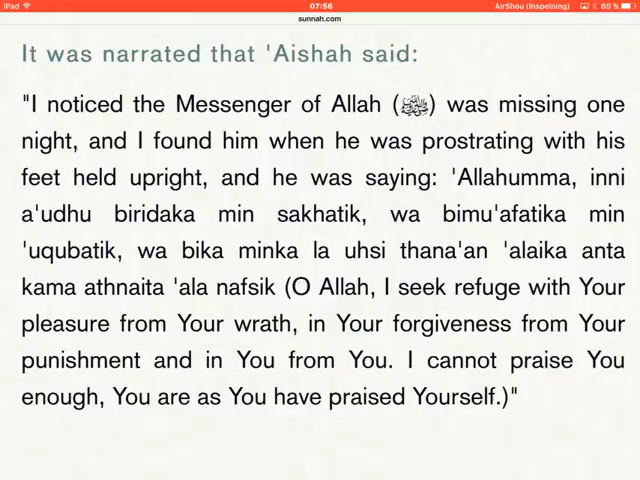 iPad 07:56 AirShou (Inspelning) 69 %
sunnah.com
It was narrated that 'Aishah said:
"I noticed the Messenger of Allah (ﷺ) was missing one
night, and I found him when he was prostrating with his
feet held upright, and he was saying: 'Allahumma, inni
a'udhu biridaka min sakhatik, wa bimu'afatika min
'uqubatik, wa bika minka la uhsi thana'an 'alaika anta
kama athnaita 'ala nafsik (O Allah, I seek refuge with Your
pleasure from Your wrath, in Your forgiveness from Your
punishment and in You from You. I cannot praise You
enough, You are as You have praised Yourself.)"